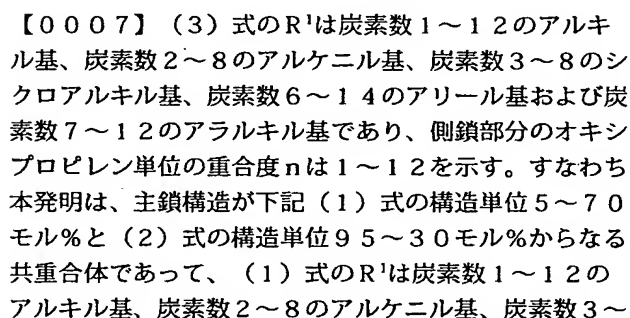 【０００７】（３）式のR¹は炭素数１～１２のアルキ
ル基、炭素数２～８のアルケニル基、炭素数３～８のシ
クロアルキル基、炭素数６～１４のアリール基および炭
素数７～１２のアラルキル基であり、側鎖部分のオキシ
プロピレン単位の重合度ｎは１～１２を示す。すなわち
本発明は、主鎖構造が下記（１）式の構造単位５～７０
モル％と（２）式の構造単位９５～３０モル％からなる
共重合体であって、（１）式のR¹は炭素数１～１２の
アルキル基、炭素数２～８のアルケニル基、炭素数３～